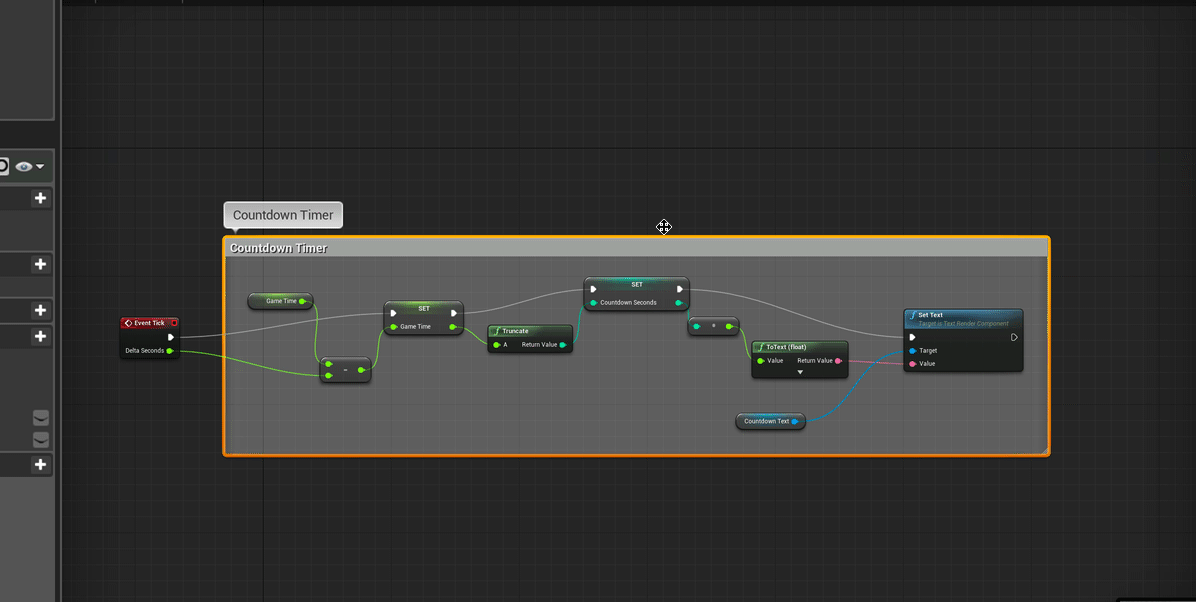 Countdown Timer
Countdown Timer
Game Time
SET
Game Time
Event Tick
Delta Seconds
-
f Truncate
A Return Value
SET
Countdown Seconds
f ToText (float)
Value Return Value
Countdown Text
f Set Text
Target is Text Render Component
Target
Value